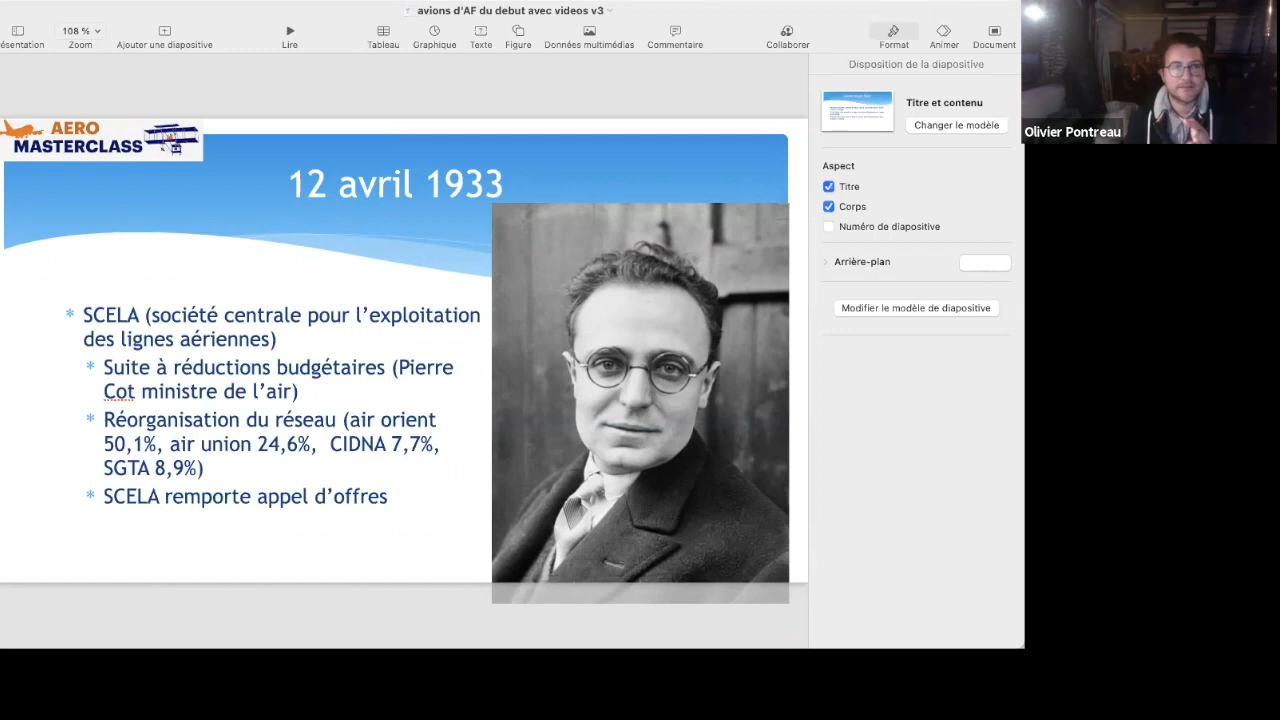 avions d'AF du debut avec videos v3
108 %
ésentation Zoom Ajouter une diapositive Lire Tableau Graphique Texte Figure Données multimédias Commentaire Collaborer Format Animer Document
Disposition de la diapositive
Titre et contenu
Changer le modèle
Aspect
Titre
Corps
Numéro de diapositive
Arrière-plan
Modifier le modèle de diapositive
Olivier Pontreau
AERO
MASTERCLASS
12 avril 1933
* SCELA (société centrale pour l’exploitation
des lignes aériennes)
* Suite à réductions budgétaires (Pierre
Cot ministre de l’air)
* Réorganisation du réseau (air orient
50,1%, air union 24,6%, CIDNA 7,7%,
SGTA 8,9%)
* SCELA remporte appel d’offres